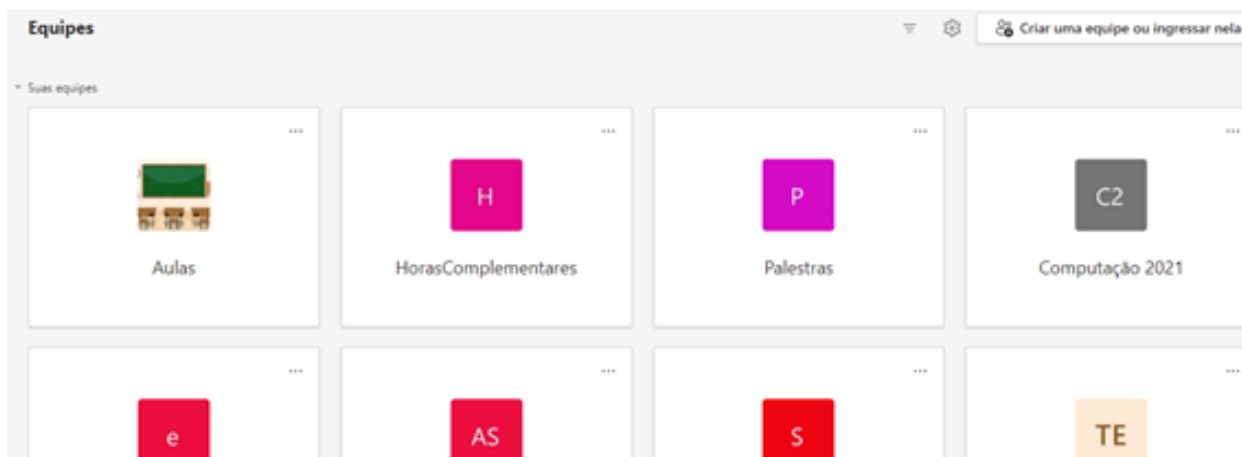 Equipes
Criar uma equipe ou ingressar nela
Suas equipes
H
P
C2
Aulas
HorasComplementares
Palestras
Computação 2021
e
AS
S
TE